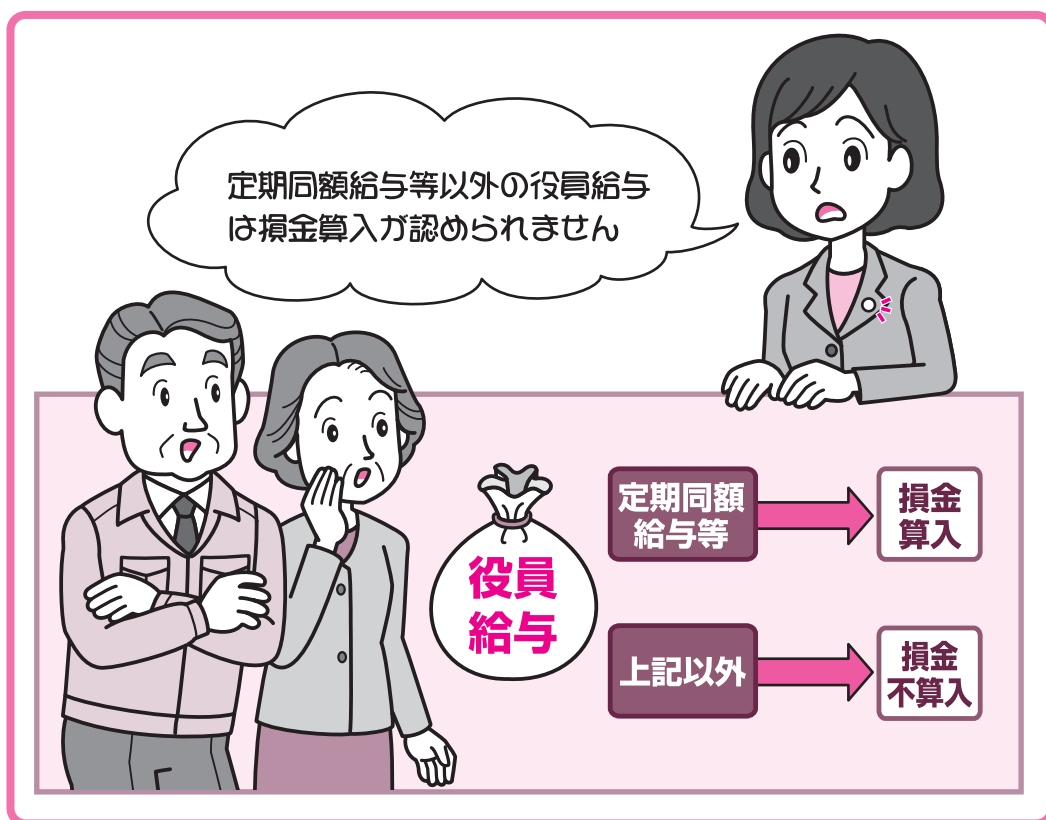 定期同額給与等以外の役員給与
は損金算入が認められません
役員
給与
定期同額
給与等
損金
算入
上記以外
損金
不算入